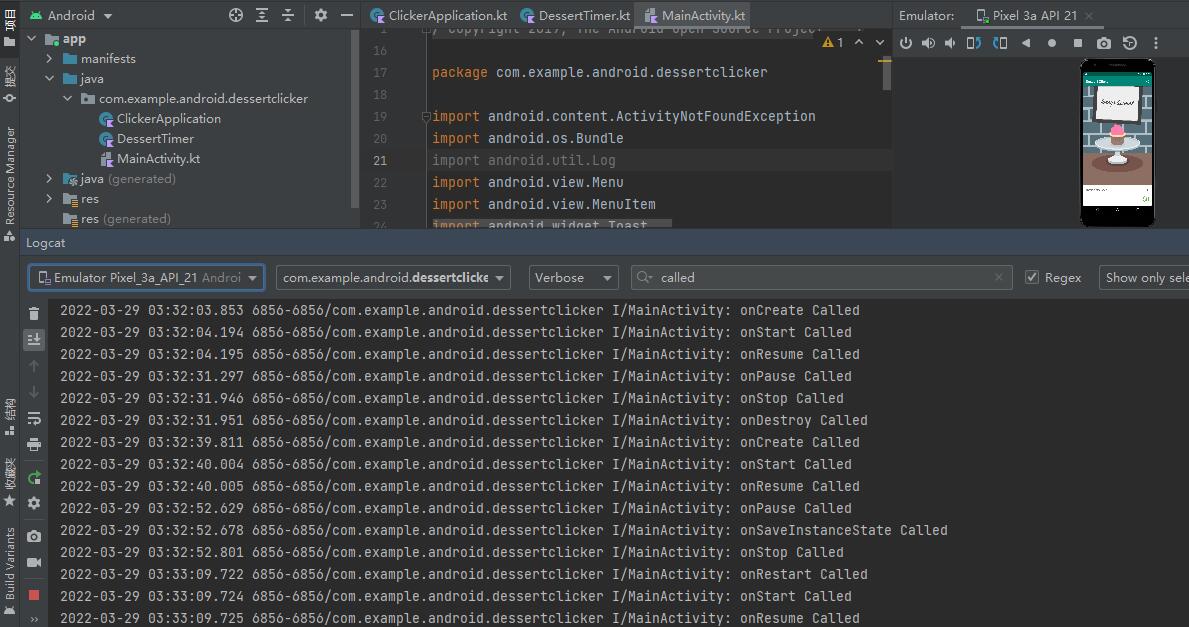 Android
ClickerApplication.kt
DessertTimer.kt
MainActivity.kt
Emulator:
Pixel 3a API 21
项目
提交
Resource Manager
结构
收藏夹
Build Variants
app
manifests
java
com.example.android.dessertclicker
ClickerApplication
DessertTimer
MainActivity.kt
java (generated)
res
res (generated)
1
16
17 package com.example.android.dessertclicker
18
19 import android.content.ActivityNotFoundException
20 import android.os.Bundle
21 import android.util.Log
22 import android.view.Menu
23 import android.view.MenuItem
import android.widget.Toast
Logcat
Emulator Pixel_3a_API_21 Androi
com.example.android.dessertclicke
Verbose
called
Regex
Show only sele
2022-03-29 03:32:03.853 6856-6856/com.example.android.dessertclicker I/MainActivity: onCreate Called
2022-03-29 03:32:04.194 6856-6856/com.example.android.dessertclicker I/MainActivity: onStart Called
2022-03-29 03:32:04.195 6856-6856/com.example.android.dessertclicker I/MainActivity: onResume Called
2022-03-29 03:32:31.297 6856-6856/com.example.android.dessertclicker I/MainActivity: onPause Called
2022-03-29 03:32:31.946 6856-6856/com.example.android.dessertclicker I/MainActivity: onStop Called
2022-03-29 03:32:31.951 6856-6856/com.example.android.dessertclicker I/MainActivity: onDestroy Called
2022-03-29 03:32:39.811 6856-6856/com.example.android.dessertclicker I/MainActivity: onCreate Called
2022-03-29 03:32:40.004 6856-6856/com.example.android.dessertclicker I/MainActivity: onStart Called
2022-03-29 03:32:40.005 6856-6856/com.example.android.dessertclicker I/MainActivity: onResume Called
2022-03-29 03:32:52.629 6856-6856/com.example.android.dessertclicker I/MainActivity: onPause Called
2022-03-29 03:32:52.678 6856-6856/com.example.android.dessertclicker I/MainActivity: onSaveInstanceState Called
2022-03-29 03:32:52.801 6856-6856/com.example.android.dessertclicker I/MainActivity: onStop Called
2022-03-29 03:33:09.722 6856-6856/com.example.android.dessertclicker I/MainActivity: onRestart Called
2022-03-29 03:33:09.724 6856-6856/com.example.android.dessertclicker I/MainActivity: onStart Called
2022-03-29 03:33:09.725 6856-6856/com.example.android.dessertclicker I/MainActivity: onResume Called